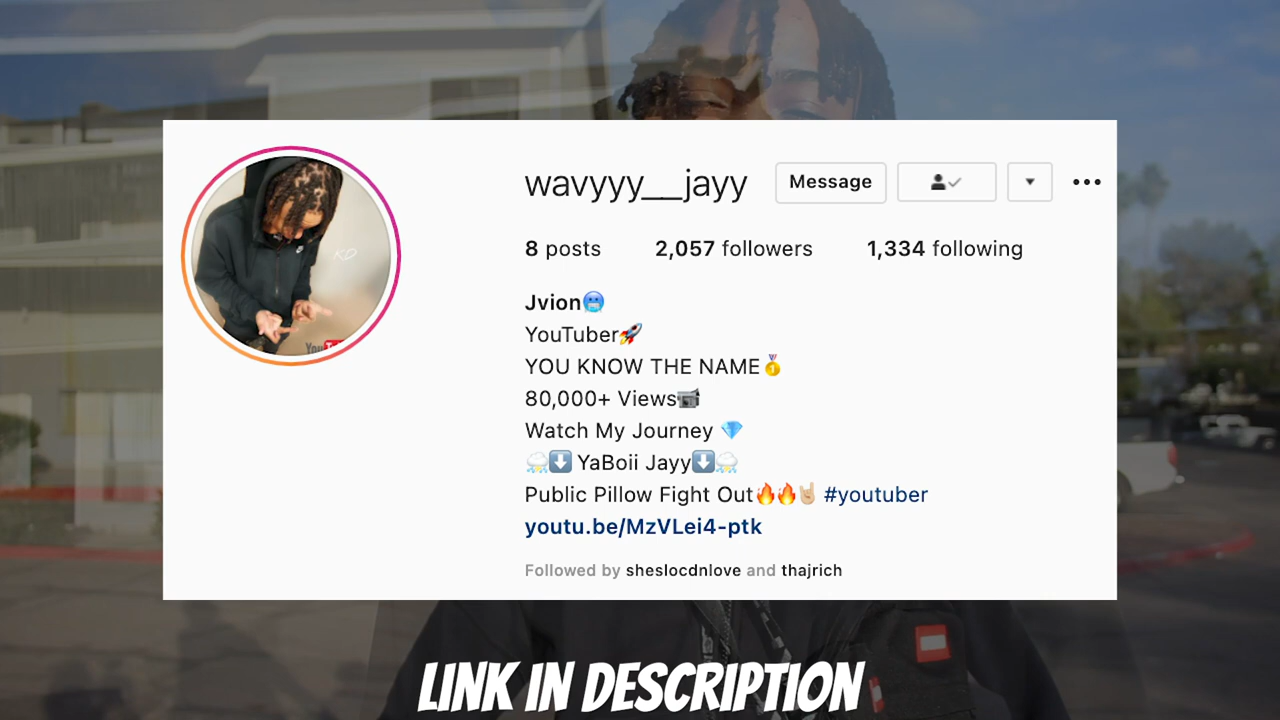 wavyyy__jayy Message
8 posts 2,057 followers 1,334 following
Jvion🥶
YouTuber🚀
YOU KNOW THE NAME🥇
80,000+ Views📹
Watch My Journey 💎
🌧⬇️ YaBoii Jayy⬇️🌧
Public Pillow Fight Out🔥🔥🤘🏼 #youtuber
youtu.be/MzVLei4-ptk
Followed by sheslocdnlove and thajrich
KD
LINK IN DESCRIPTION